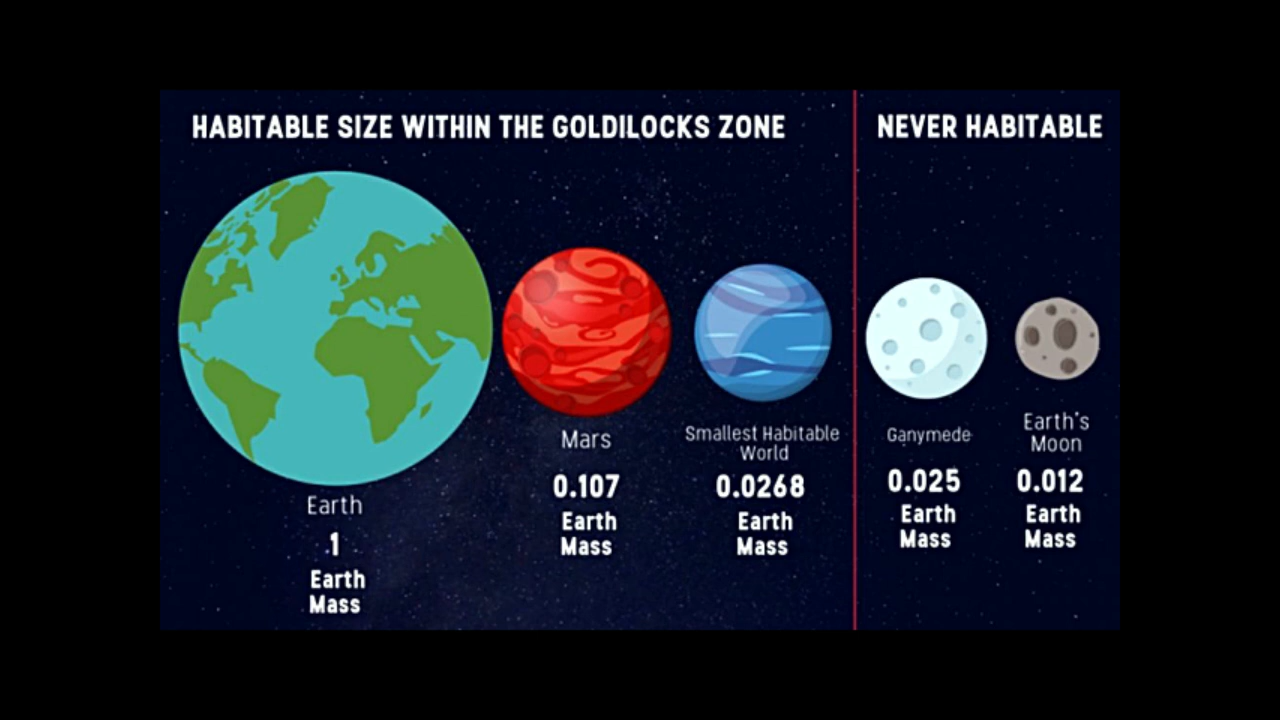 HABITABLE SIZE WITHIN THE GOLDILOCKS ZONE
NEVER HABITABLE
Earth
1
Earth
Mass
Mars
0.107
Earth
Mass
Smallest Habitable
World
0.0268
Earth
Mass
Ganymede
0.025
Earth
Mass
Earth's
Moon
0.012
Earth
Mass